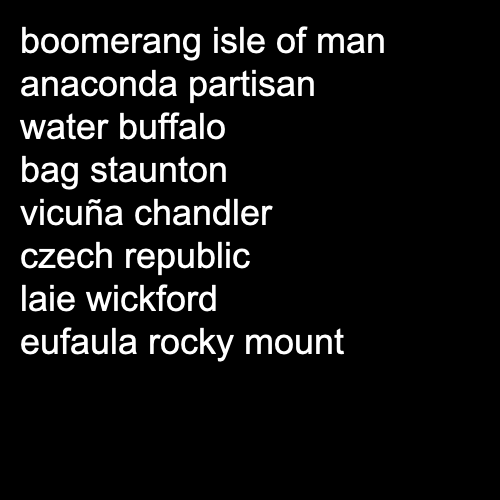 boomerang isle of man
anaconda partisan
water buffalo
bag staunton
vicuña chandler
czech republic
laie wickford
eufaula rocky mount